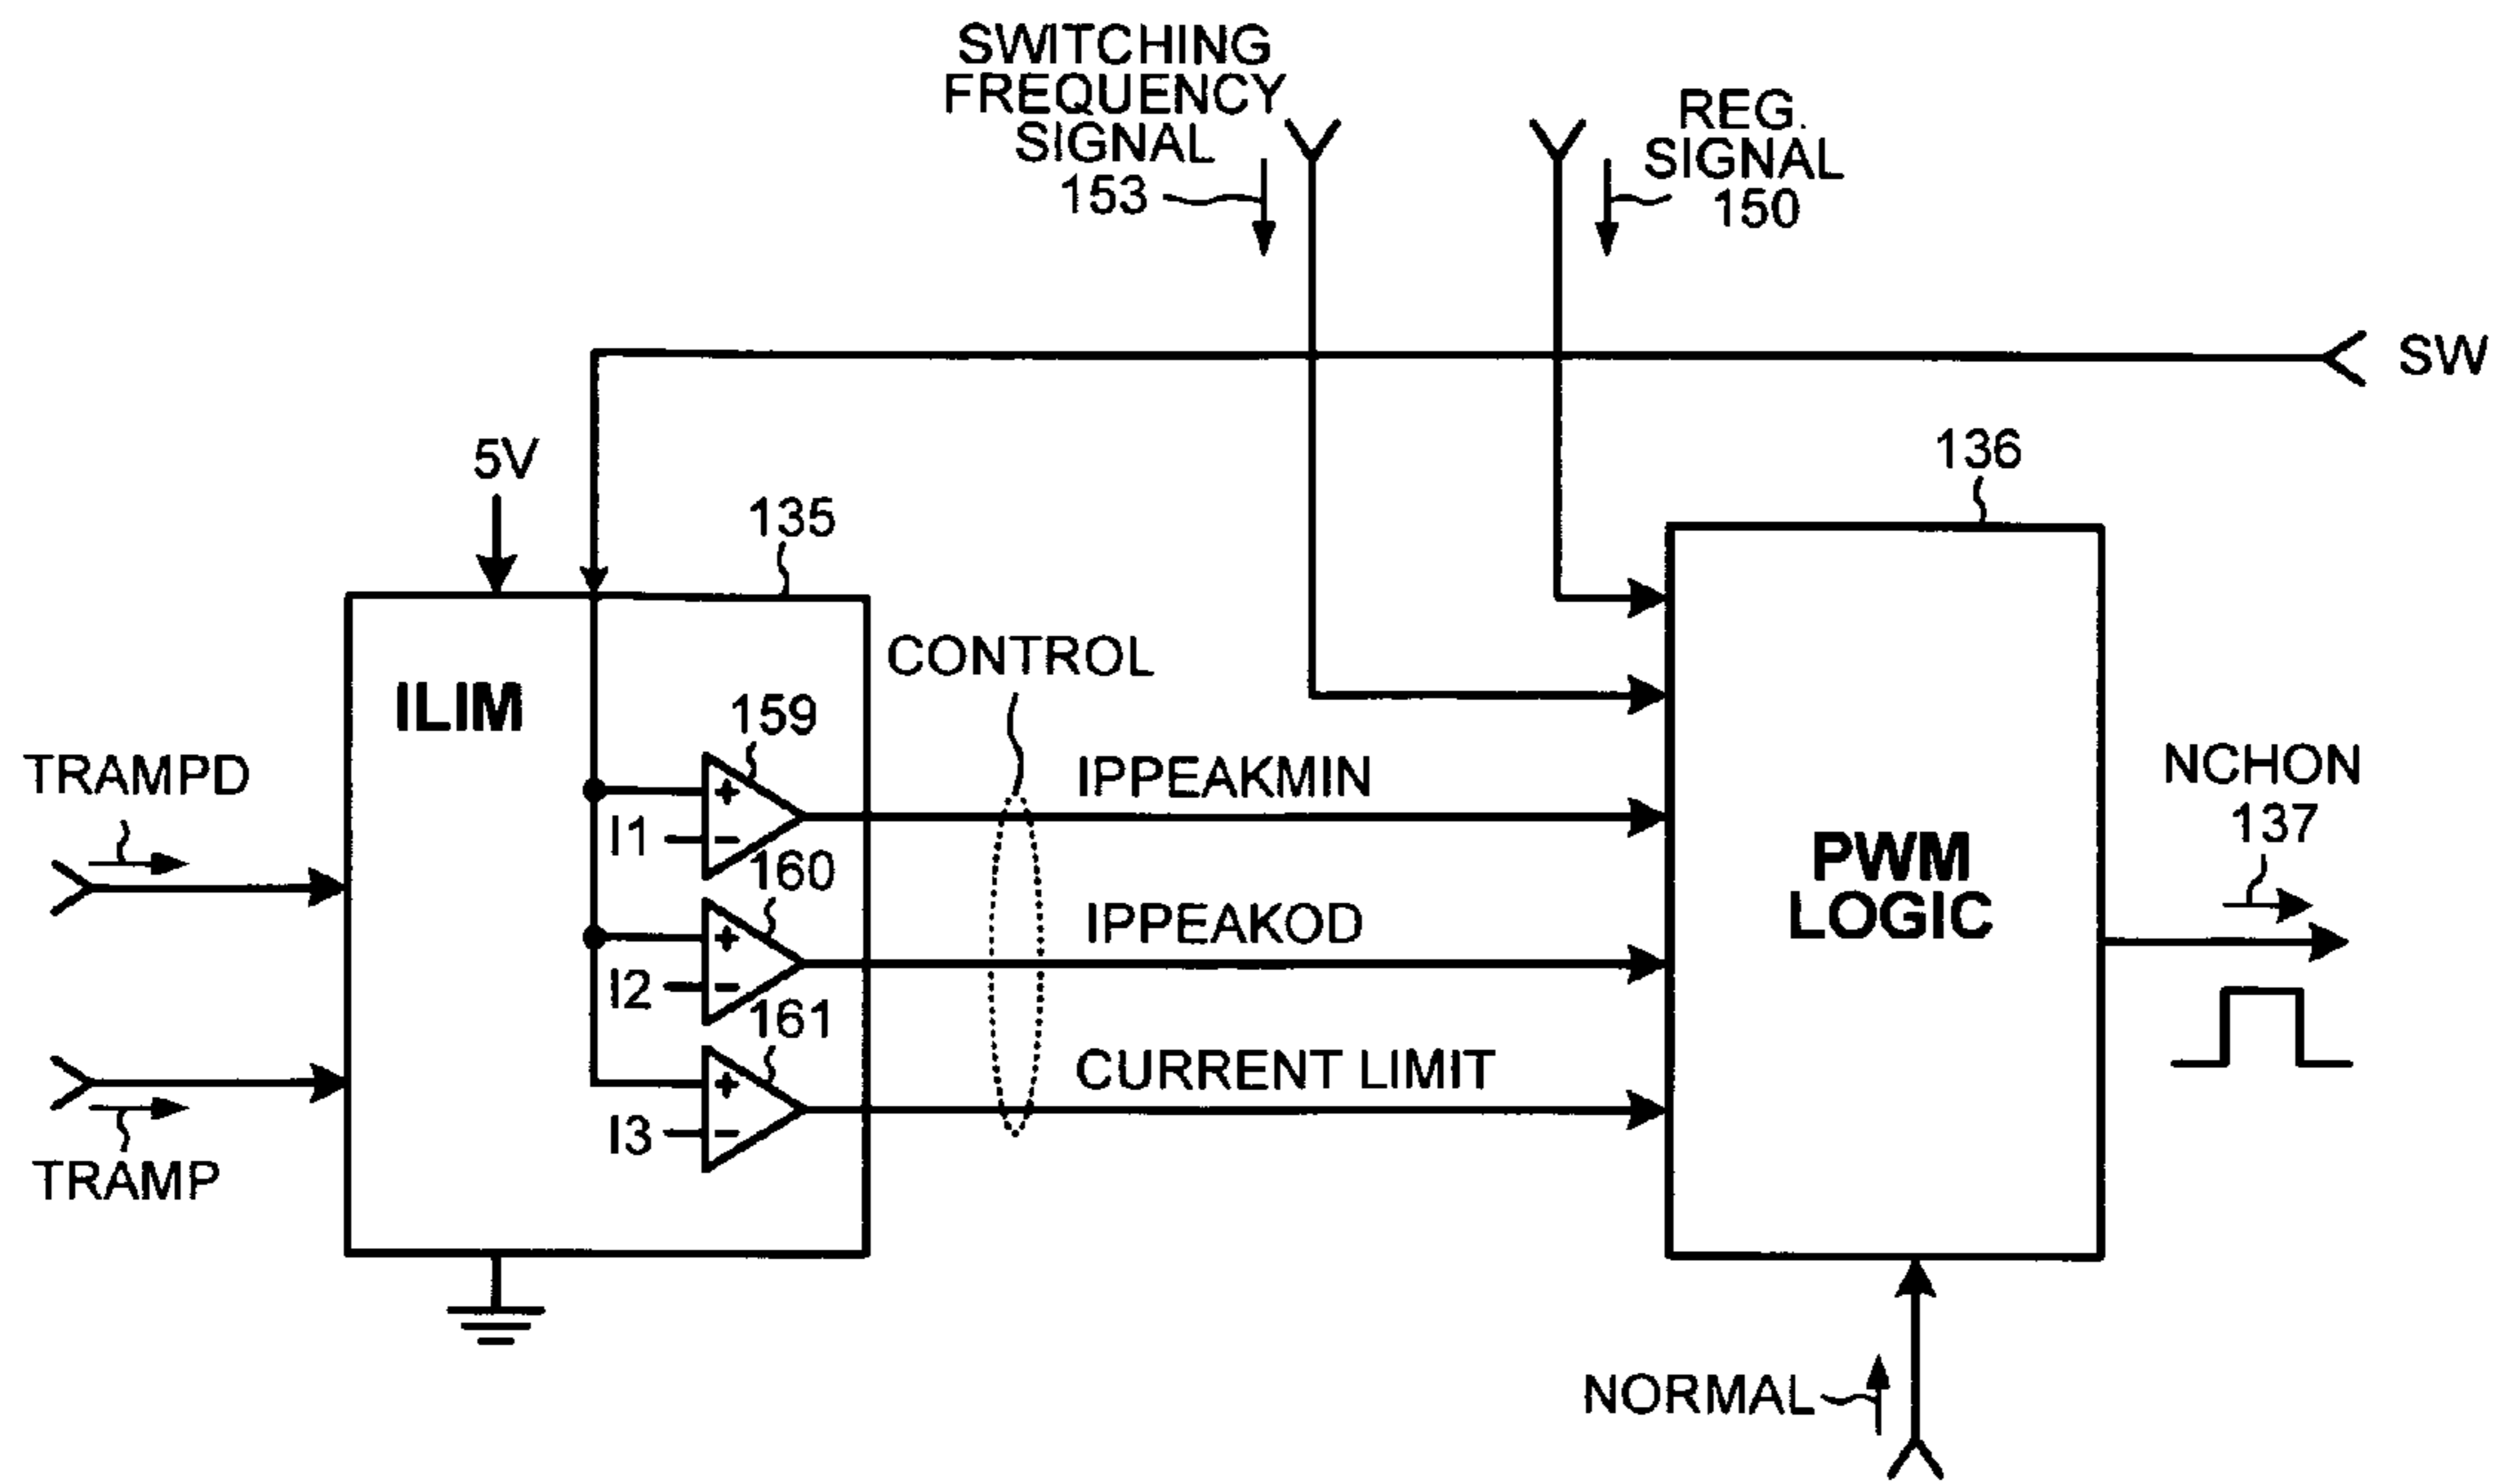 SWITCHING
FREQUENCY
SIGNAL
153
REG.
SIGNAL
150
SW
5V
135
136
ILIM
CONTROL
159
TRAMPD
I1
+
−
IPPEAKMIN
NCHON
137
160
PWM
LOGIC
I2
+
−
IPPEAKOD
161
I3
+
−
CURRENT LIMIT
TRAMP
NORMAL